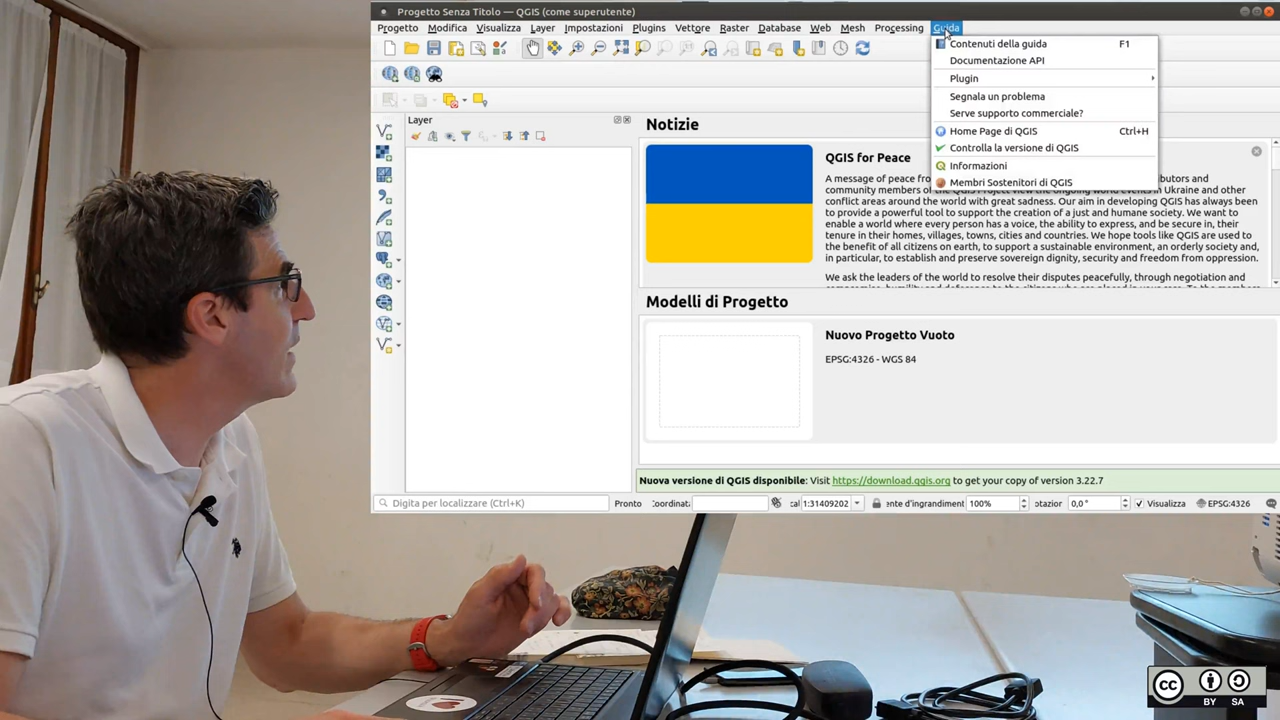 Progetto Senza Titolo — QGIS (come superutente)
Progetto Modifica Visualizza Layer Impostazioni Plugins Vettore Raster Database Web Mesh Processing Guida
Contenuti della guida F1
Documentazione API
Plugin
Segnala un problema
Serve supporto commerciale?
Home Page di QGIS Ctrl+H
Controlla la versione di QGIS
Informazioni
Membri Sostenitori di QGIS
Layer
Notizie
QGIS for Peace
A message of peace fro
community members of
conflict areas around the world with great sadness. Our aim in developing QGIS has always been
to provide a powerful tool to support the creation of a just and humane society. We want to
enable a world where every person has a voice, the ability to express, and be secure in, their
tenure in their homes, villages, towns, cities and countries. We hope tools like QGIS are used to
the benefit of all citizens on earth, to support a sustainable environment, an orderly society and,
in particular, to establish and preserve sovereign dignity, security and freedom from oppression.
We ask the leaders of the world to resolve their disputes peacefully, through negotiation and
Modelli di Progetto
Nuovo Progetto Vuoto
EPSG:4326 - WGS 84
Nuova versione di QGIS disponibile: Visit https://download.qgis.org to get your copy of version 3.22.7
Digita per localizzare (Ctrl+K) Pronto :oordinat: cal 1:31409202 ente d'ingrandiment 100% otazior 0,0 ° Visualizza EPSG:4326
cc
BY SA